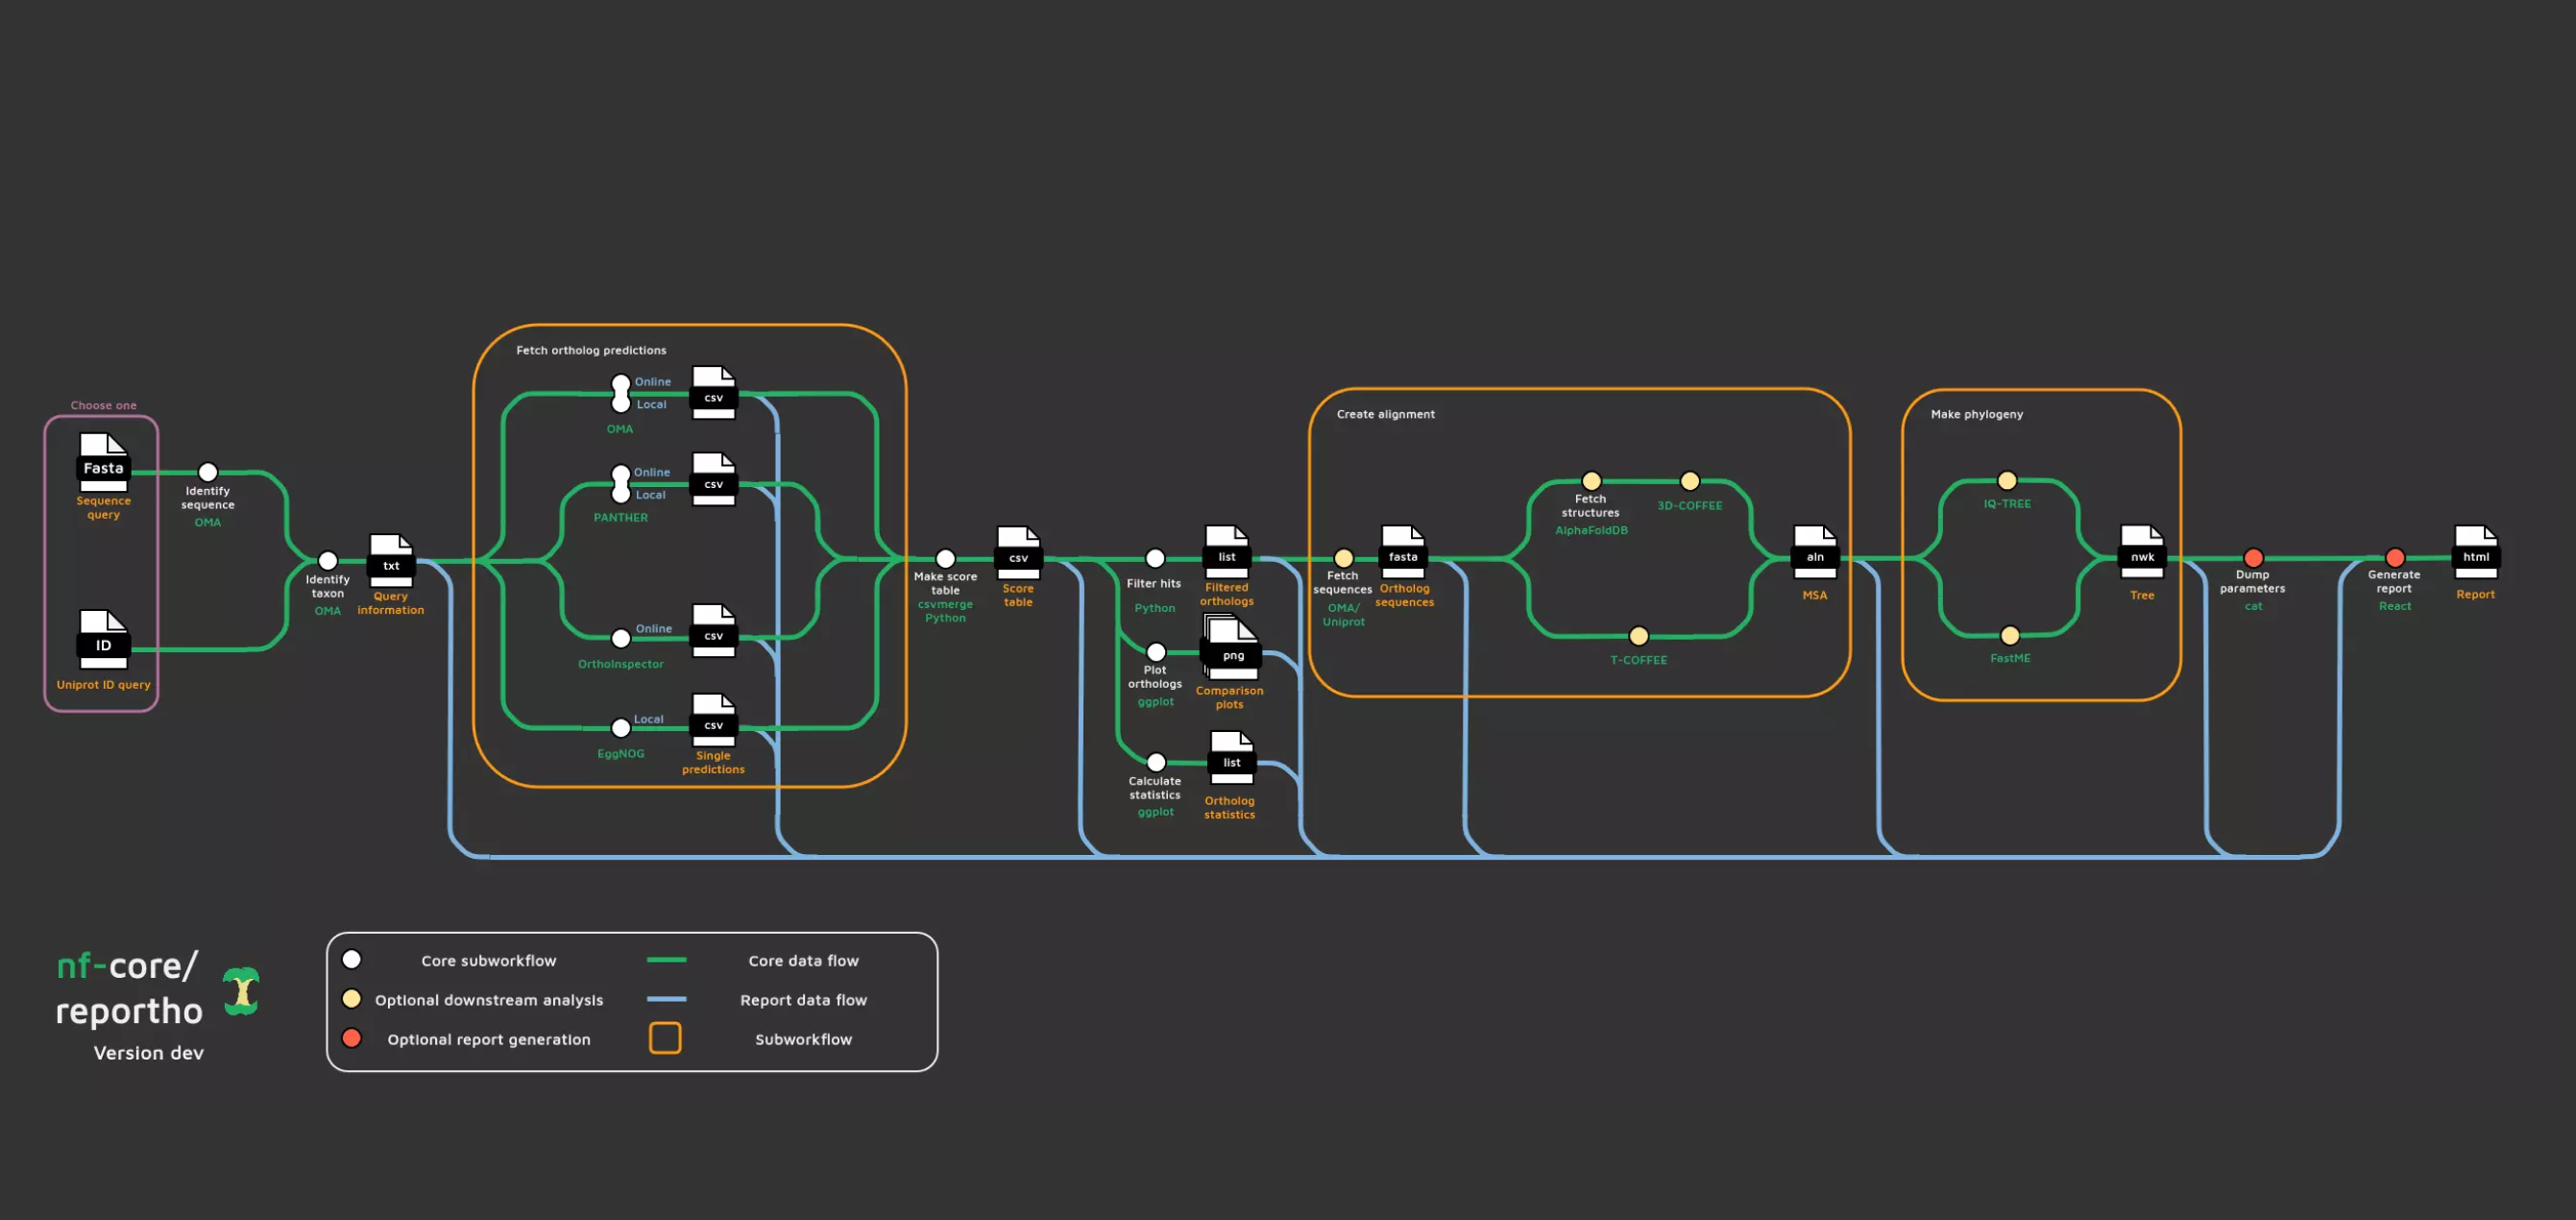 Choose one
Fasta
Sequence
query
Identify
sequence
OMA
ID
Uniprot ID query
Identify
taxon
OMA
txt
Query
information
Fetch ortholog predictions
Online
Local
OMA
csv
Online
Local
PANTHER
csv
Online
OrthoInspector
csv
Local
EggNOG
csv
Single
predictions
Make score
table
csvmerge
Python
csv
Score
table
Filter hits
Python
list
Filtered
orthologs
Plot
orthologs
ggplot
png
Comparison
plots
Calculate
statistics
ggplot
list
Ortholog
statistics
Create alignment
Fetch
sequences
OMA/
Uniprot
fasta
Ortholog
sequences
Fetch
structures
AlphaFoldDB
3D-COFFEE
T-COFFEE
aln
MSA
Make phylogeny
IQ-TREE
FastME
nwk
Tree
Dump
parameters
cat
Generate
report
React
html
Report
nf-core/
reportho
Version dev
Core subworkflow
Core data flow
Optional downstream analysis
Report data flow
Optional report generation
Subworkflow